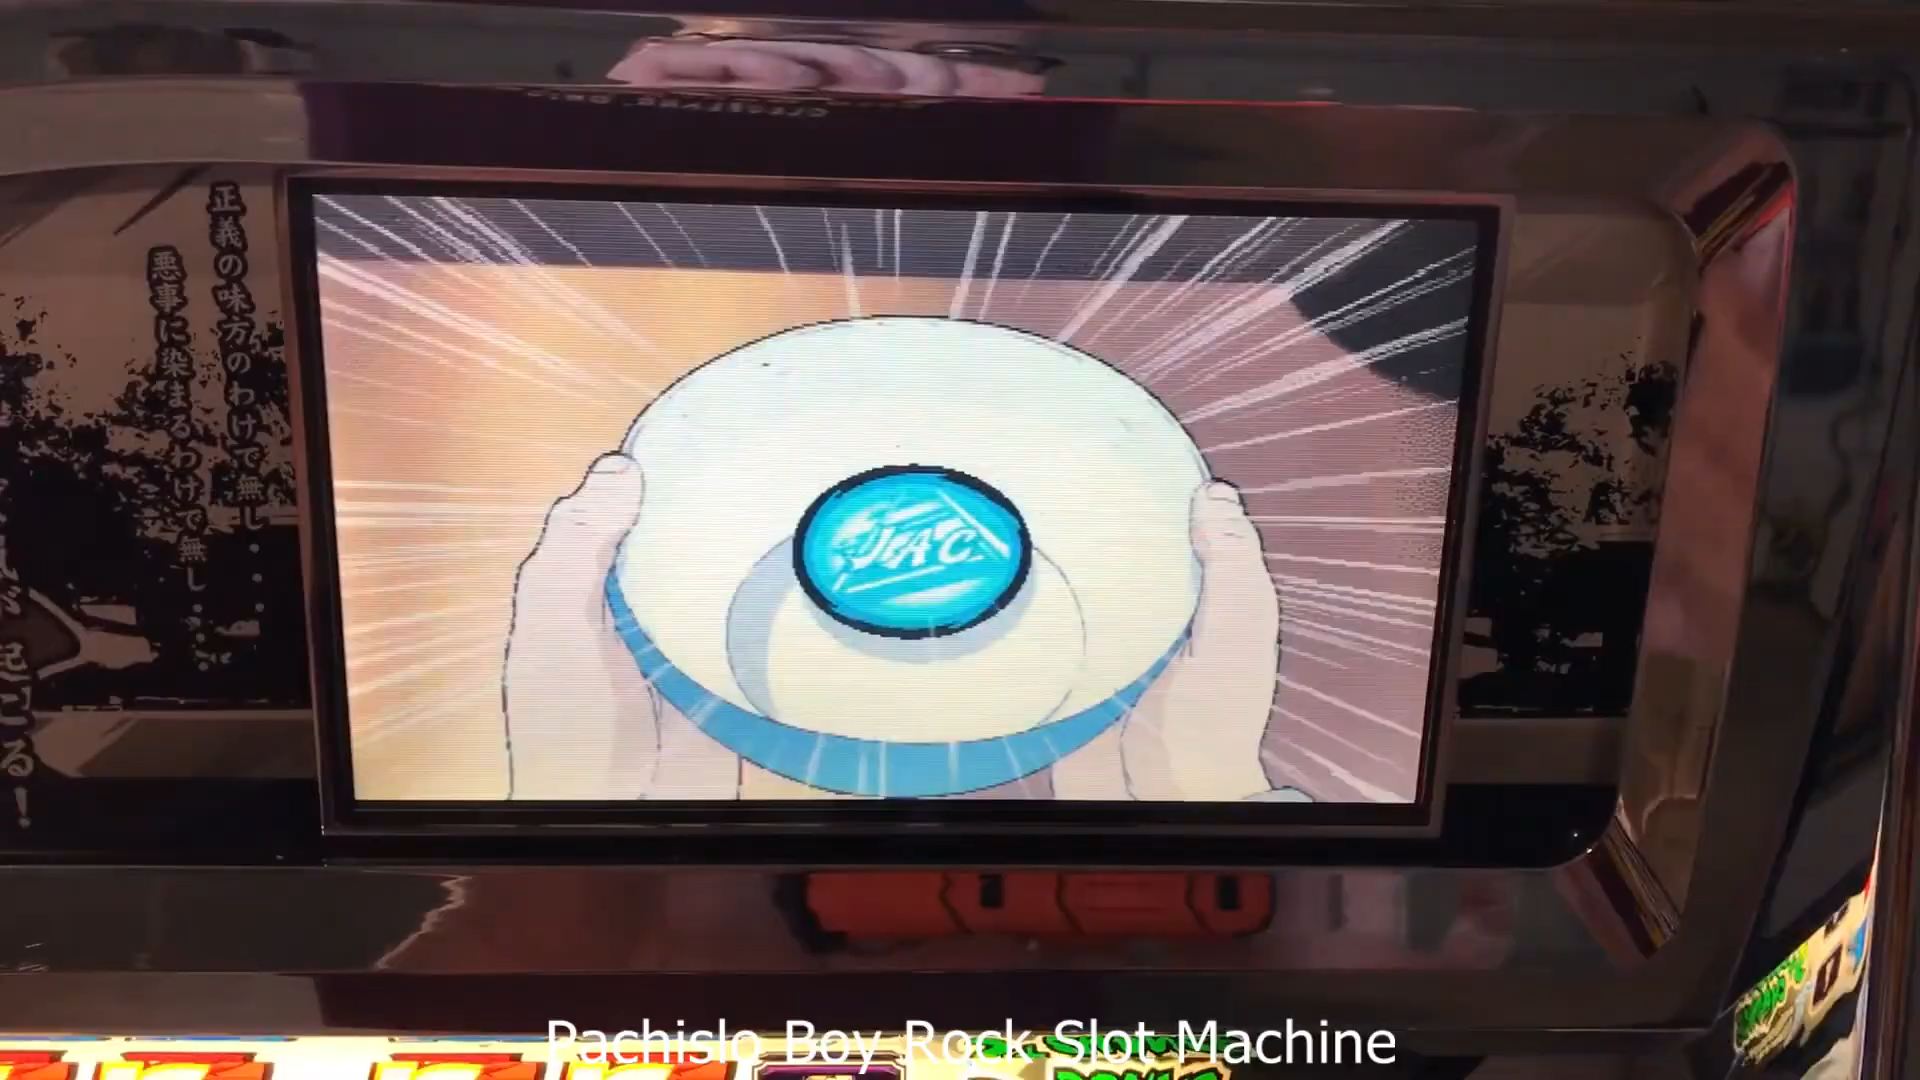 正義の味方のわけで無し・・・・
悪事に染まるわけで無し・・・・
起こる!
JAC
Pachislo Boy Rock Slot Machine